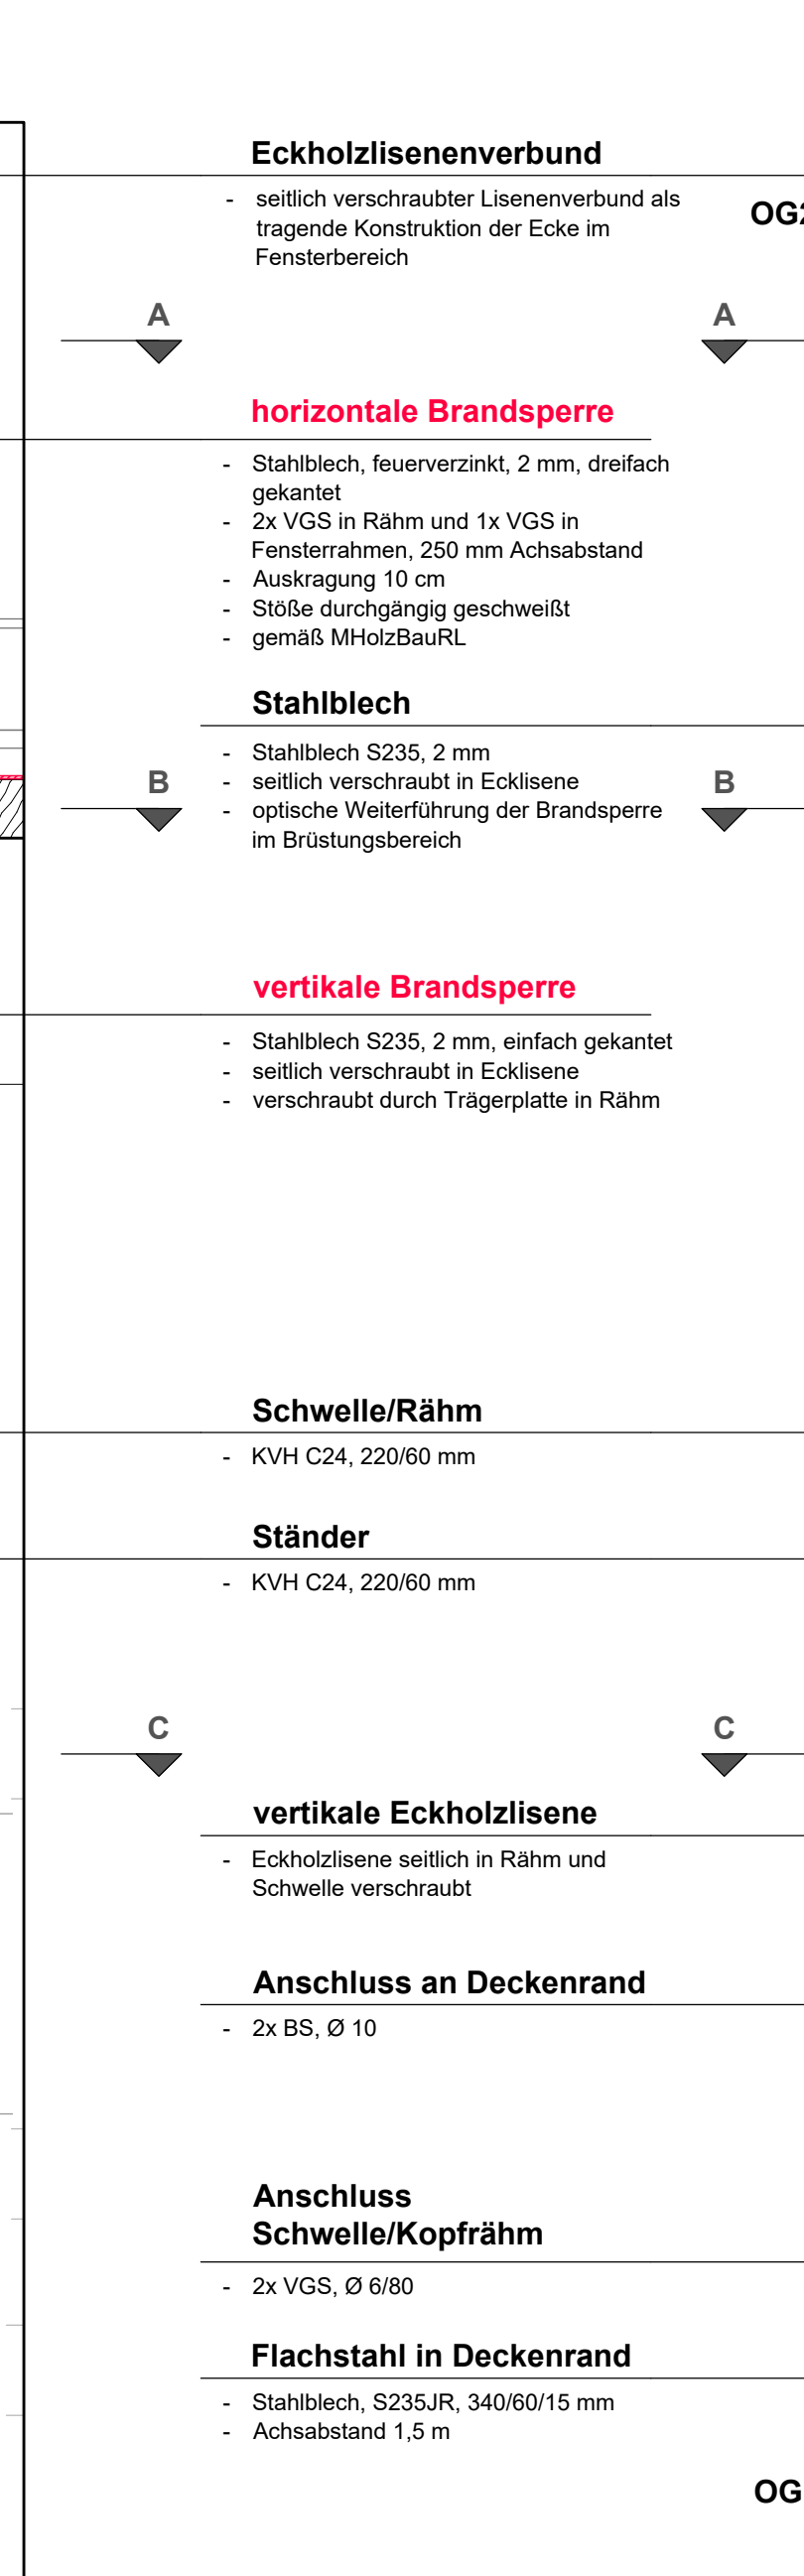 Eckholzlisenenverbund
- seitlich verschraubter Lisenenverbund als
tragende Konstruktion der Ecke im
Fensterbereich
OG2
A A
horizontale Brandsperre
- Stahlblech, feuerverzinkt, 2 mm, dreifach
gekantet
- 2x VGS in Rähm und 1x VGS in
Fensterrahmen, 250 mm Achsabstand
- Auskragung 10 cm
- Stöße durchgängig geschweißt
- gemäß MHolzBauRL
Stahlblech
- Stahlblech S235, 2 mm
- seitlich verschraubt in Ecklisene
- optische Weiterführung der Brandsperre
im Brüstungsbereich
B B
vertikale Brandsperre
- Stahlblech S235, 2 mm, einfach gekantet
- seitlich verschraubt in Ecklisene
- verschraubt durch Trägerplatte in Rähm
Schwelle/Rähm
- KVH C24, 220/60 mm
Ständer
- KVH C24, 220/60 mm
C C
vertikale Eckholzlisene
- Eckholzlisene seitlich in Rähm und
Schwelle verschraubt
Anschluss an Deckenrand
- 2x BS, Ø 10
Anschluss
Schwelle/Kopfrähm
- 2x VGS, Ø 6/80
Flachstahl in Deckenrand
- Stahlblech, S235JR, 340/60/15 mm
- Achsabstand 1,5 m
OG